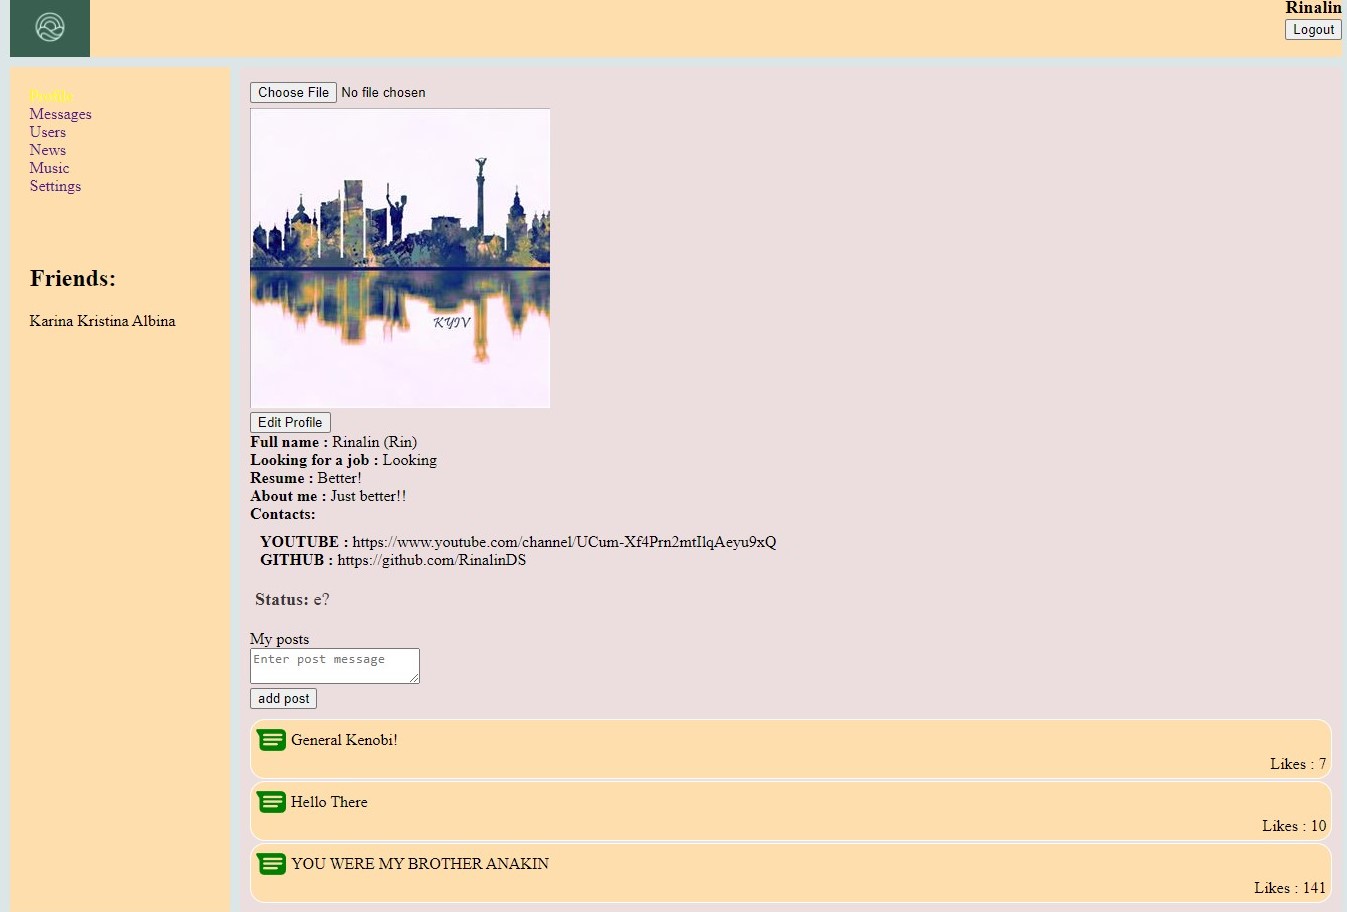 Rinalin
Logout
Profile
Messages
Users
News
Music
Settings
Friends:
Karina Kristina Albina
Choose File No file chosen
KYIV
Edit Profile
Full name : Rinalin (Rin)
Looking for a job : Looking
Resume : Better!
About me : Just better!!
Contacts:
YOUTUBE : https://www.youtube.com/channel/UCum-Xf4Prn2mtIlqAeyu9xQ
GITHUB : https://github.com/RinalinDS
Status: e?
My posts
Enter post message
add post
General Kenobi!
Likes : 7
Hello There
Likes : 10
YOU WERE MY BROTHER ANAKIN
Likes : 141